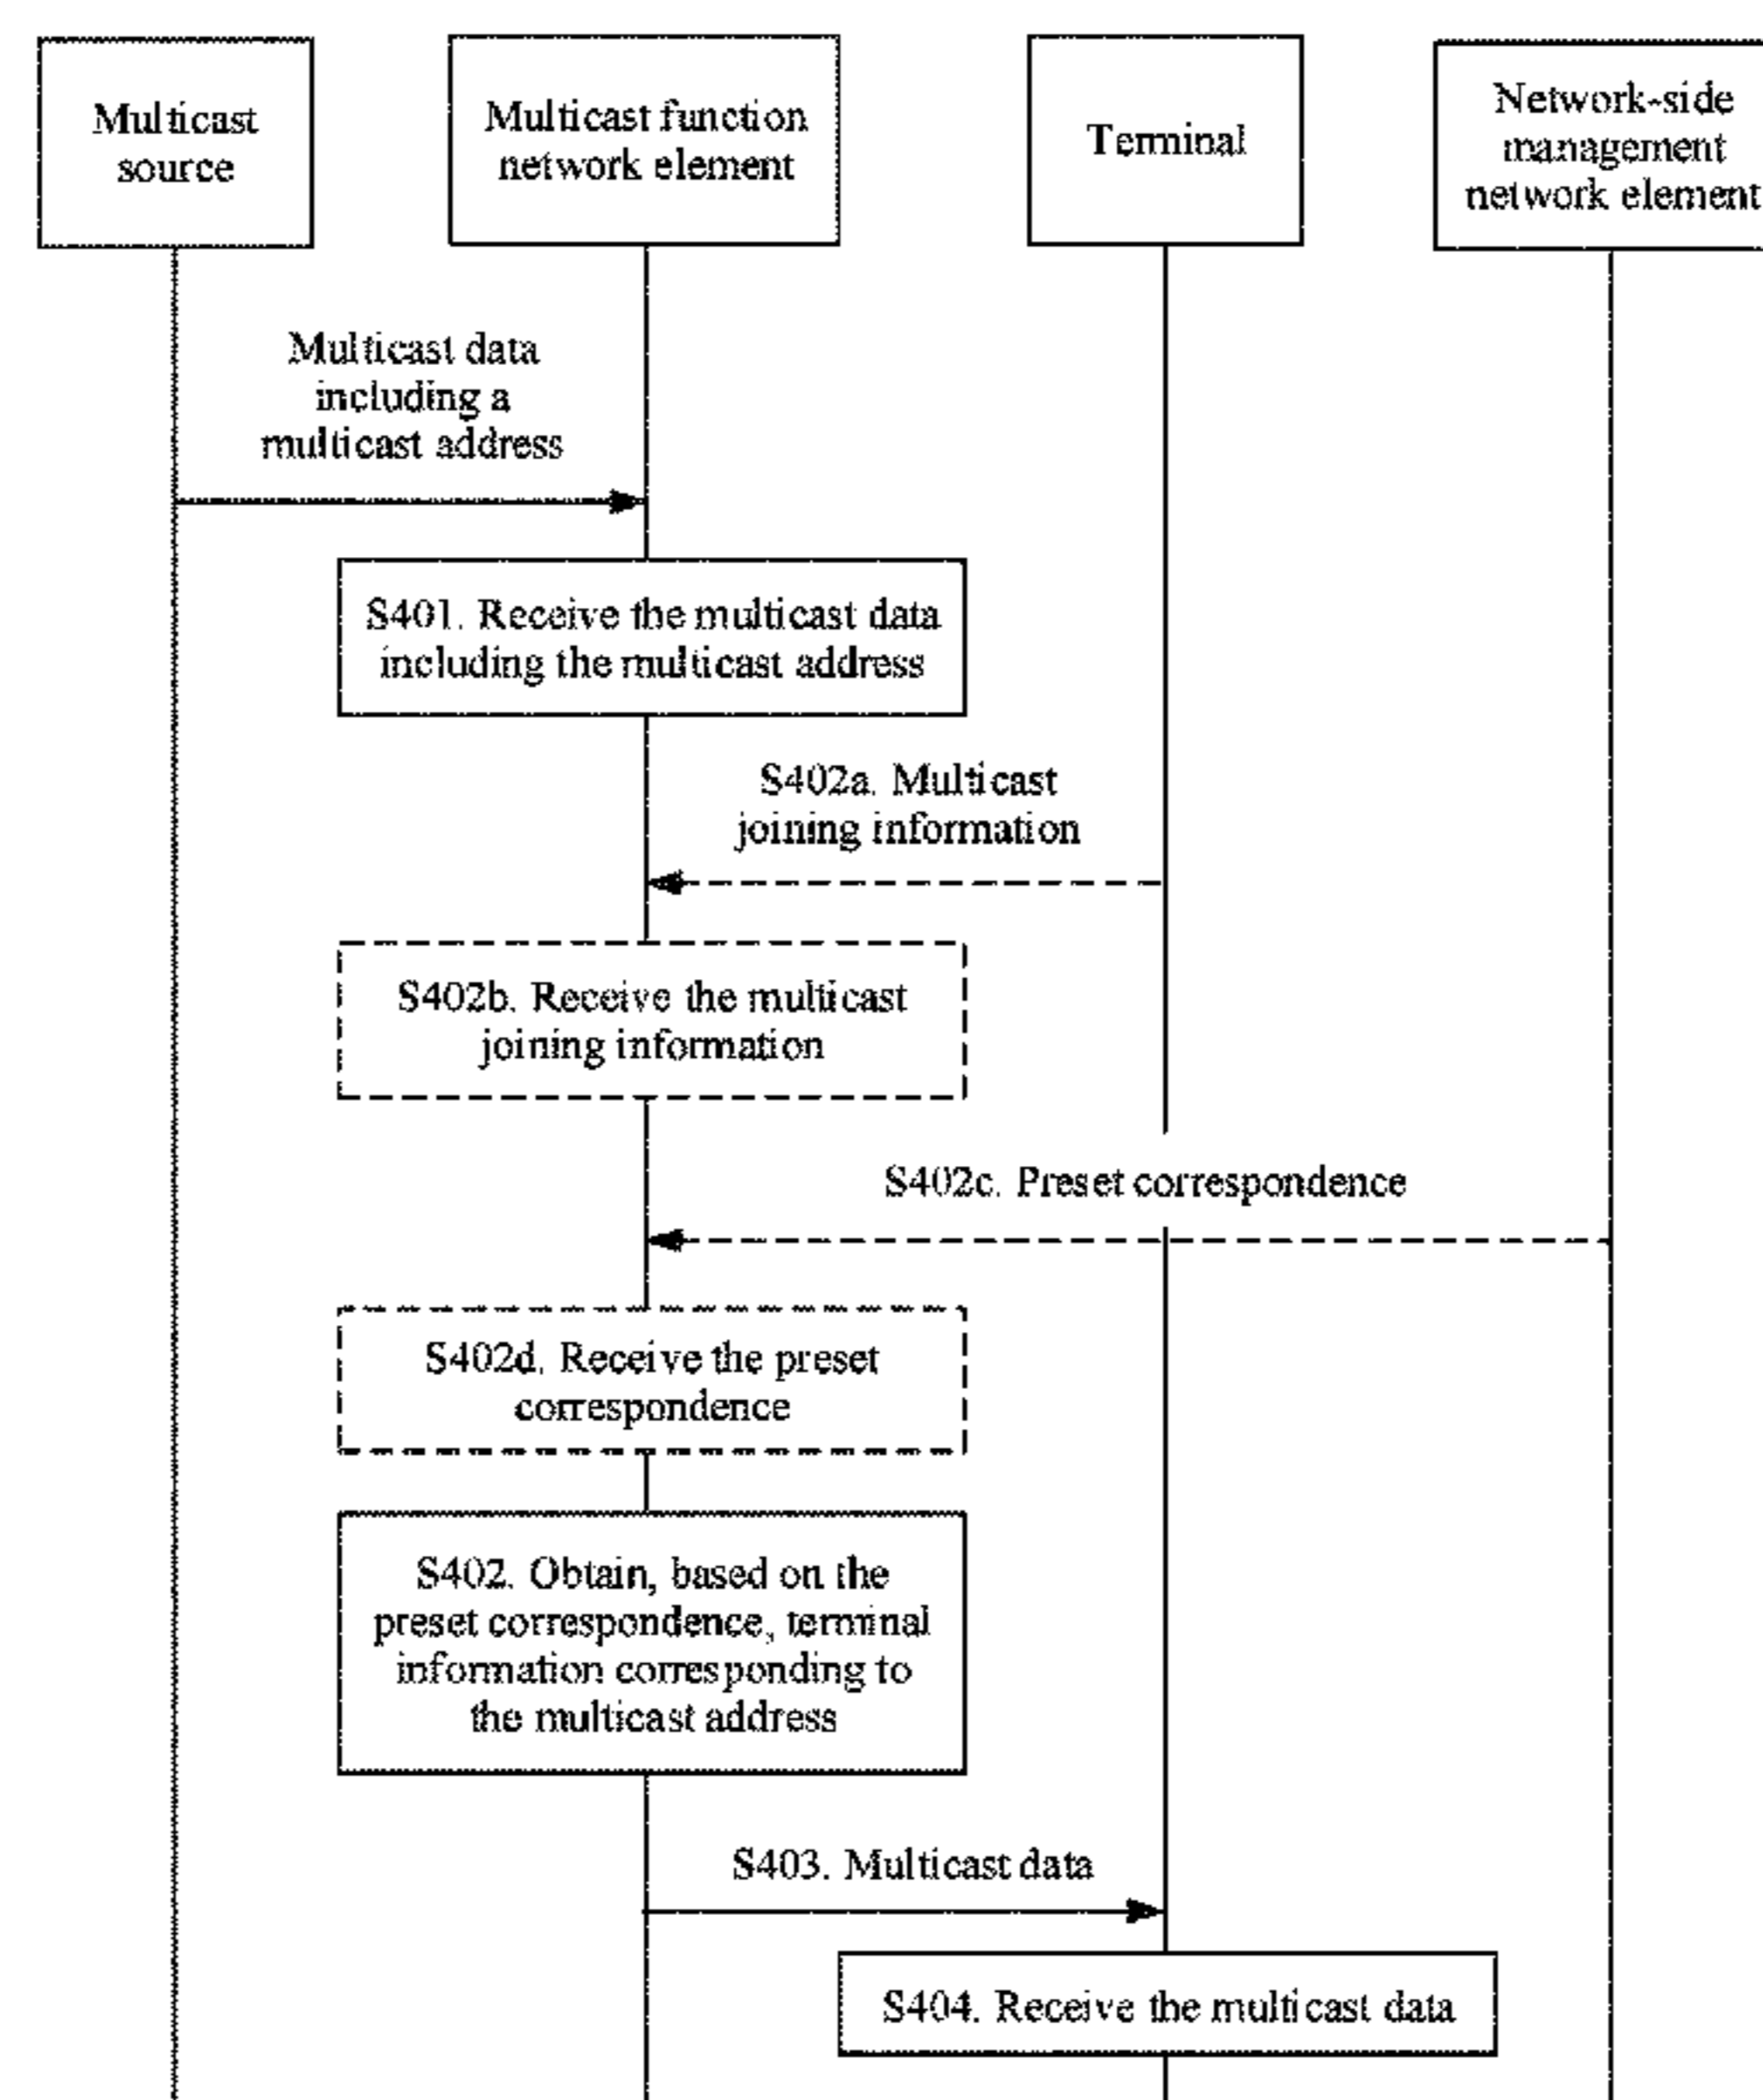 Multicast
source
Multicast function
network element
Terminal
Network-side
management
network element
Multicast data
including a
multicast address
S401. Receive the multicast data
including the multicast address
S402a. Multicast
joining information
S402b. Receive the multicast
joining information
S402c. Preset correspondence
S402d. Receive the preset
correspondence
S402. Obtain, based on the
preset correspondence, terminal
information corresponding to
the multicast address
S403. Multicast data
S404. Receive the multicast data